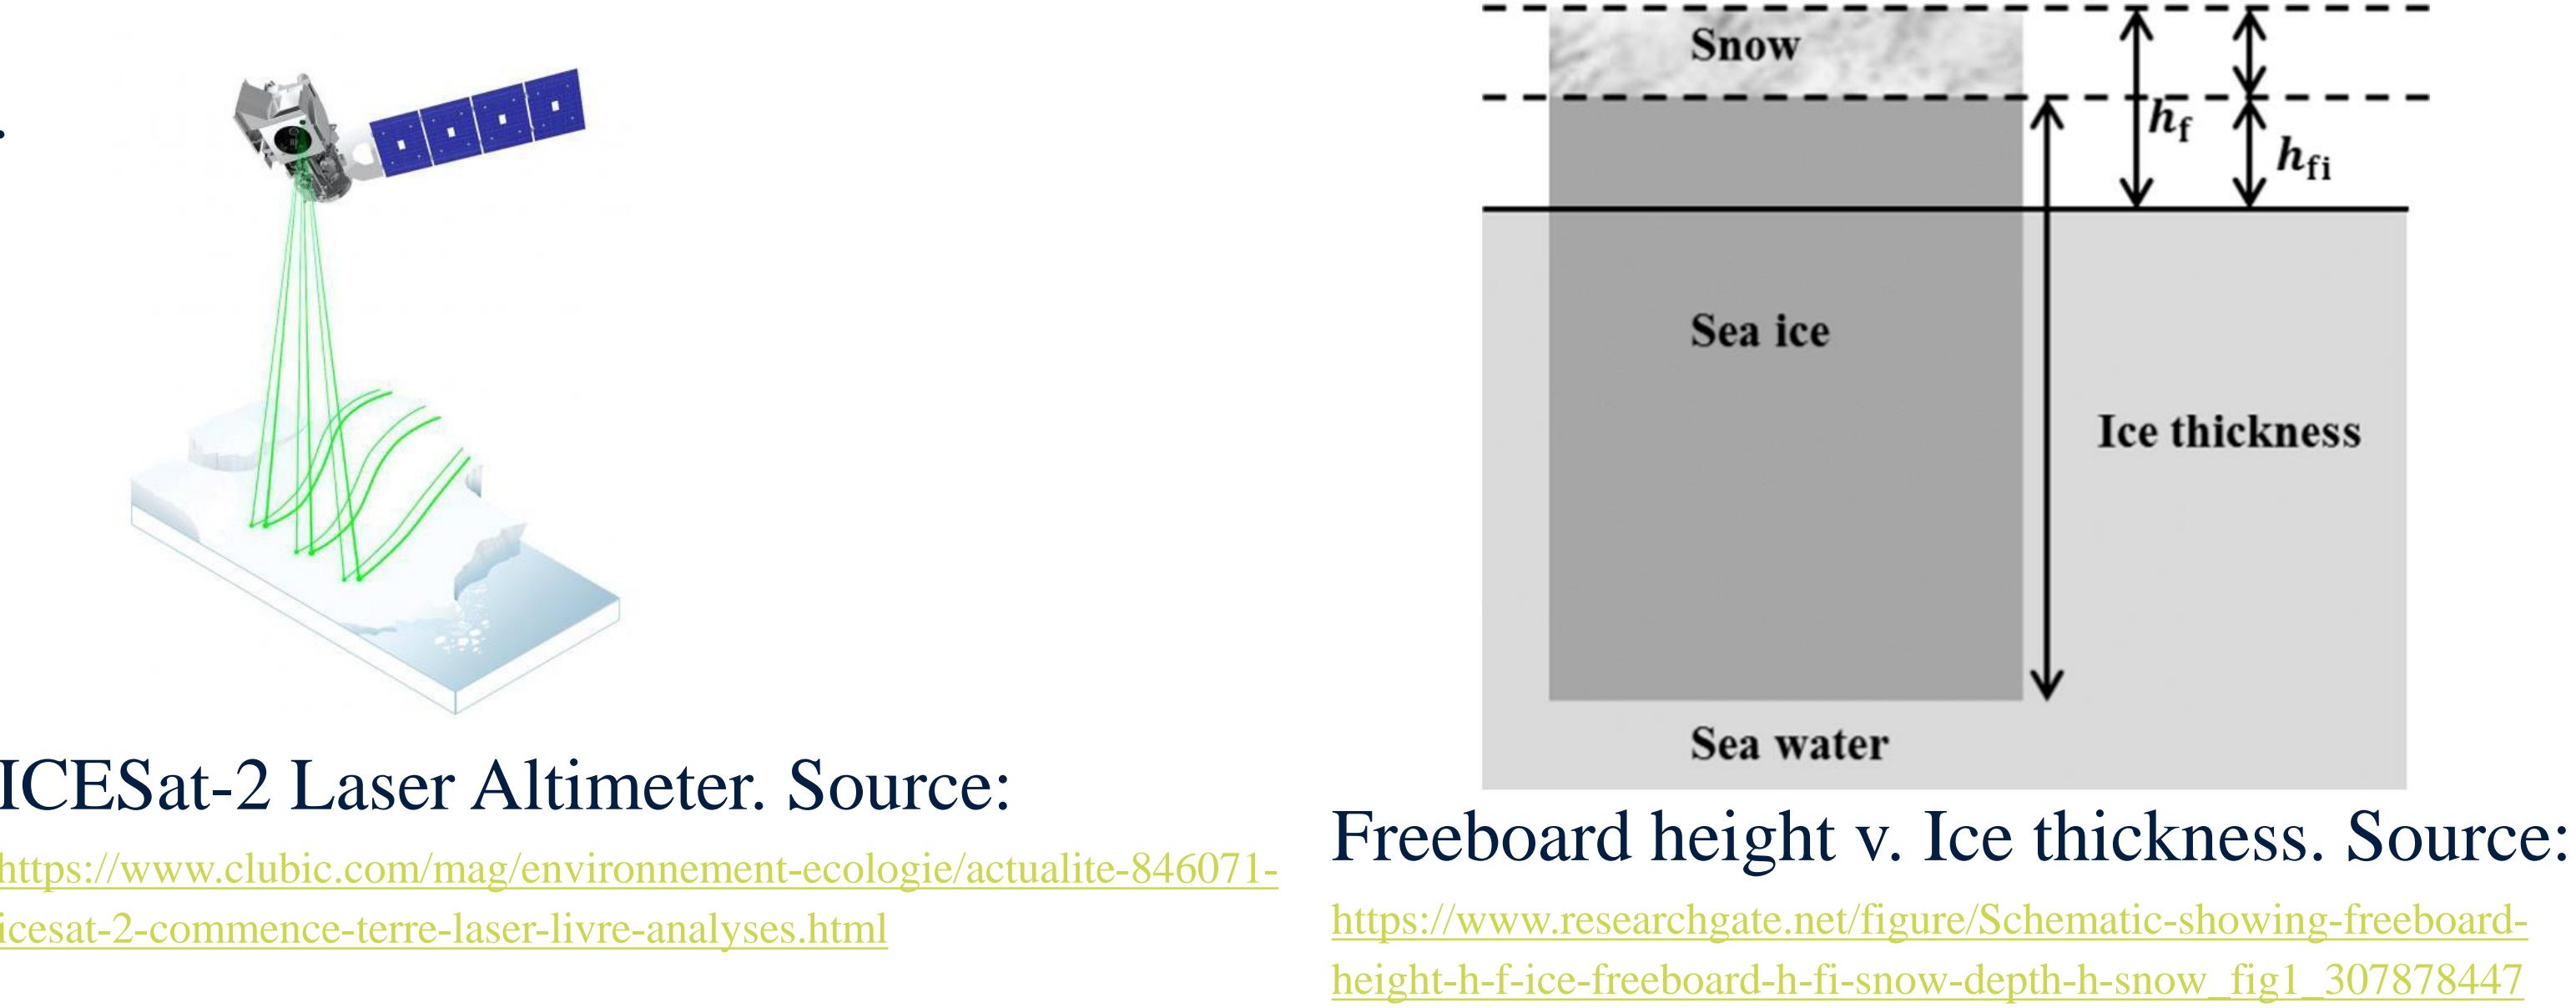 .
Snow
h_f
h_fi
Sea ice
Ice thickness
Sea water
ICESat-2 Laser Altimeter. Source:
https://www.clubic.com/mag/environnement-ecologie/actualite-846071-
icesat-2-commence-terre-laser-livre-analyses.html
Freeboard height v. Ice thickness. Source:
https://www.researchgate.net/figure/Schematic-showing-freeboard-
height-h-f-ice-freeboard-h-fi-snow-depth-h-snow_fig1_307878447